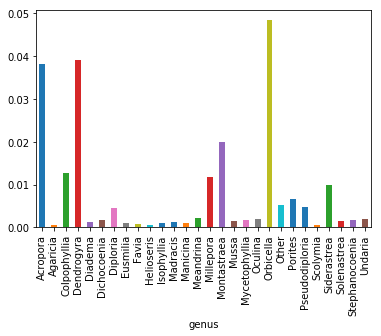 0.05
0.04
0.03
0.02
0.01
0.00
Acropora
Agaricia
Colpophyllia
Dendrogyra
Diadema
Dichocoenia
Diploria
Eusmilia
Favia
Helioseris
Isophyllia
Madracis
Manicina
Meandrina
Millepora
Montastraea
Mussa
Mycetophyllia
Oculina
Orbicella
Other
Porites
Pseudodiploria
Scolymia
Siderastrea
Solenastrea
Stephanocoenia
Undaria
genus